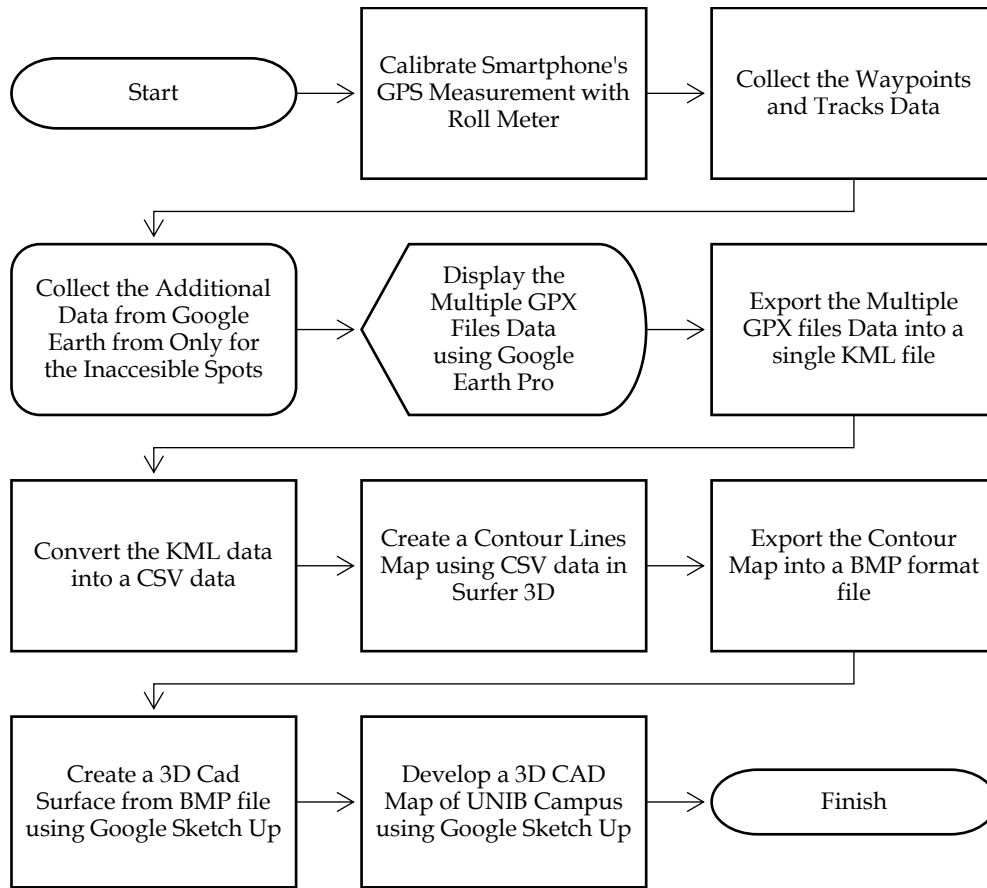 Start
Calibrate Smartphone's
GPS Measurement with
Roll Meter
Collect the Waypoints
and Tracks Data
Collect the Additional
Data from Google
Earth from Only for
the Inaccesible Spots
Display the
Multiple GPX
Files Data
using Google
Earth Pro
Export the Multiple
GPX files Data into a
single KML file
Convert the KML data
into a CSV data
Create a Contour Lines
Map using CSV data in
Surfer 3D
Export the Contour
Map into a BMP format
file
Create a 3D Cad
Surface from BMP file
using Google Sketch Up
Develop a 3D CAD
Map of UNIB Campus
using Google Sketch Up
Finish